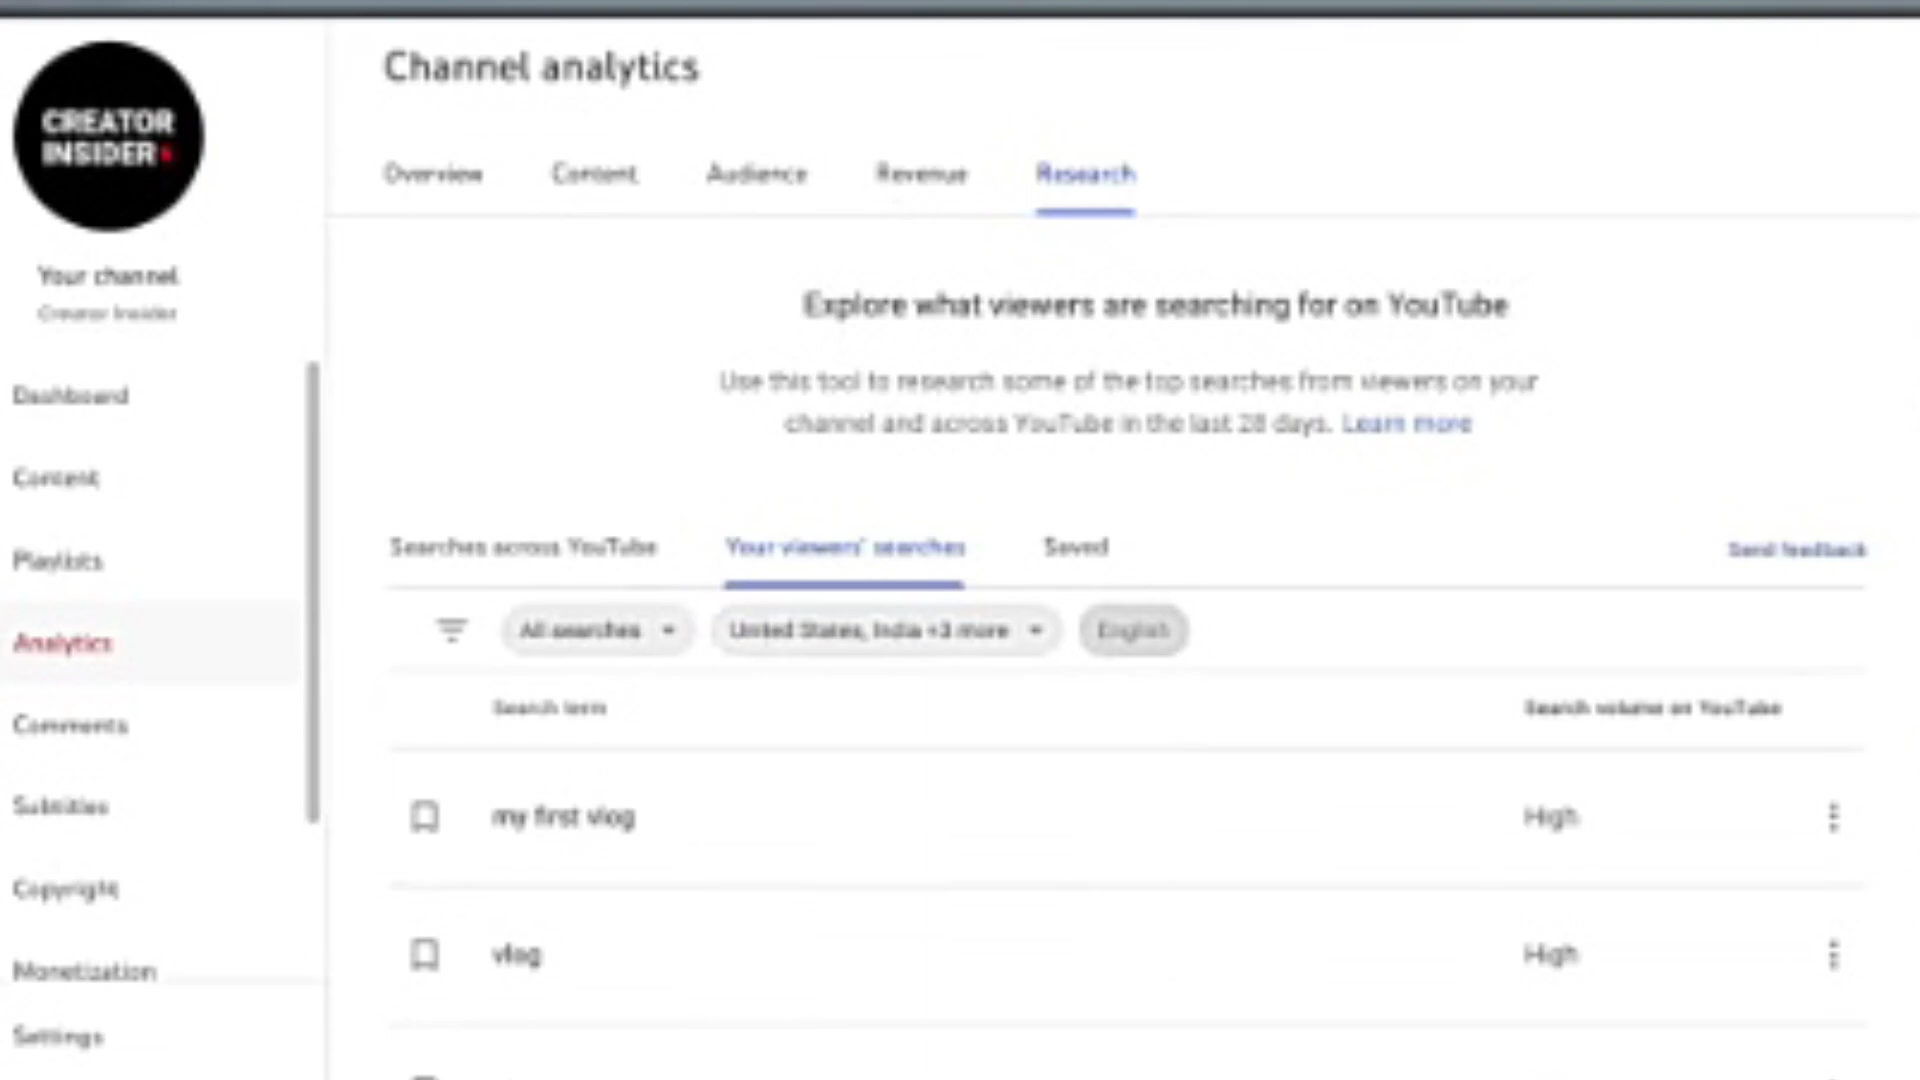 CREATOR
INSIDER
Your channel
Creator Insider
Dashboard
Content
Playlists
Analytics
Comments
Subtitles
Copyright
Monetization
Settings
Channel analytics
Overview Content Audience Revenue Research
Explore what viewers are searching for on YouTube
Use this tool to research some of the top searches from viewers on your
channel and across YouTube in the last 28 days. Learn more
Searches across YouTube Your viewers' searches Saved Send feedback
All searches United States, India +3 more English
Search term Search volume on YouTube
my first vlog High
vlog High